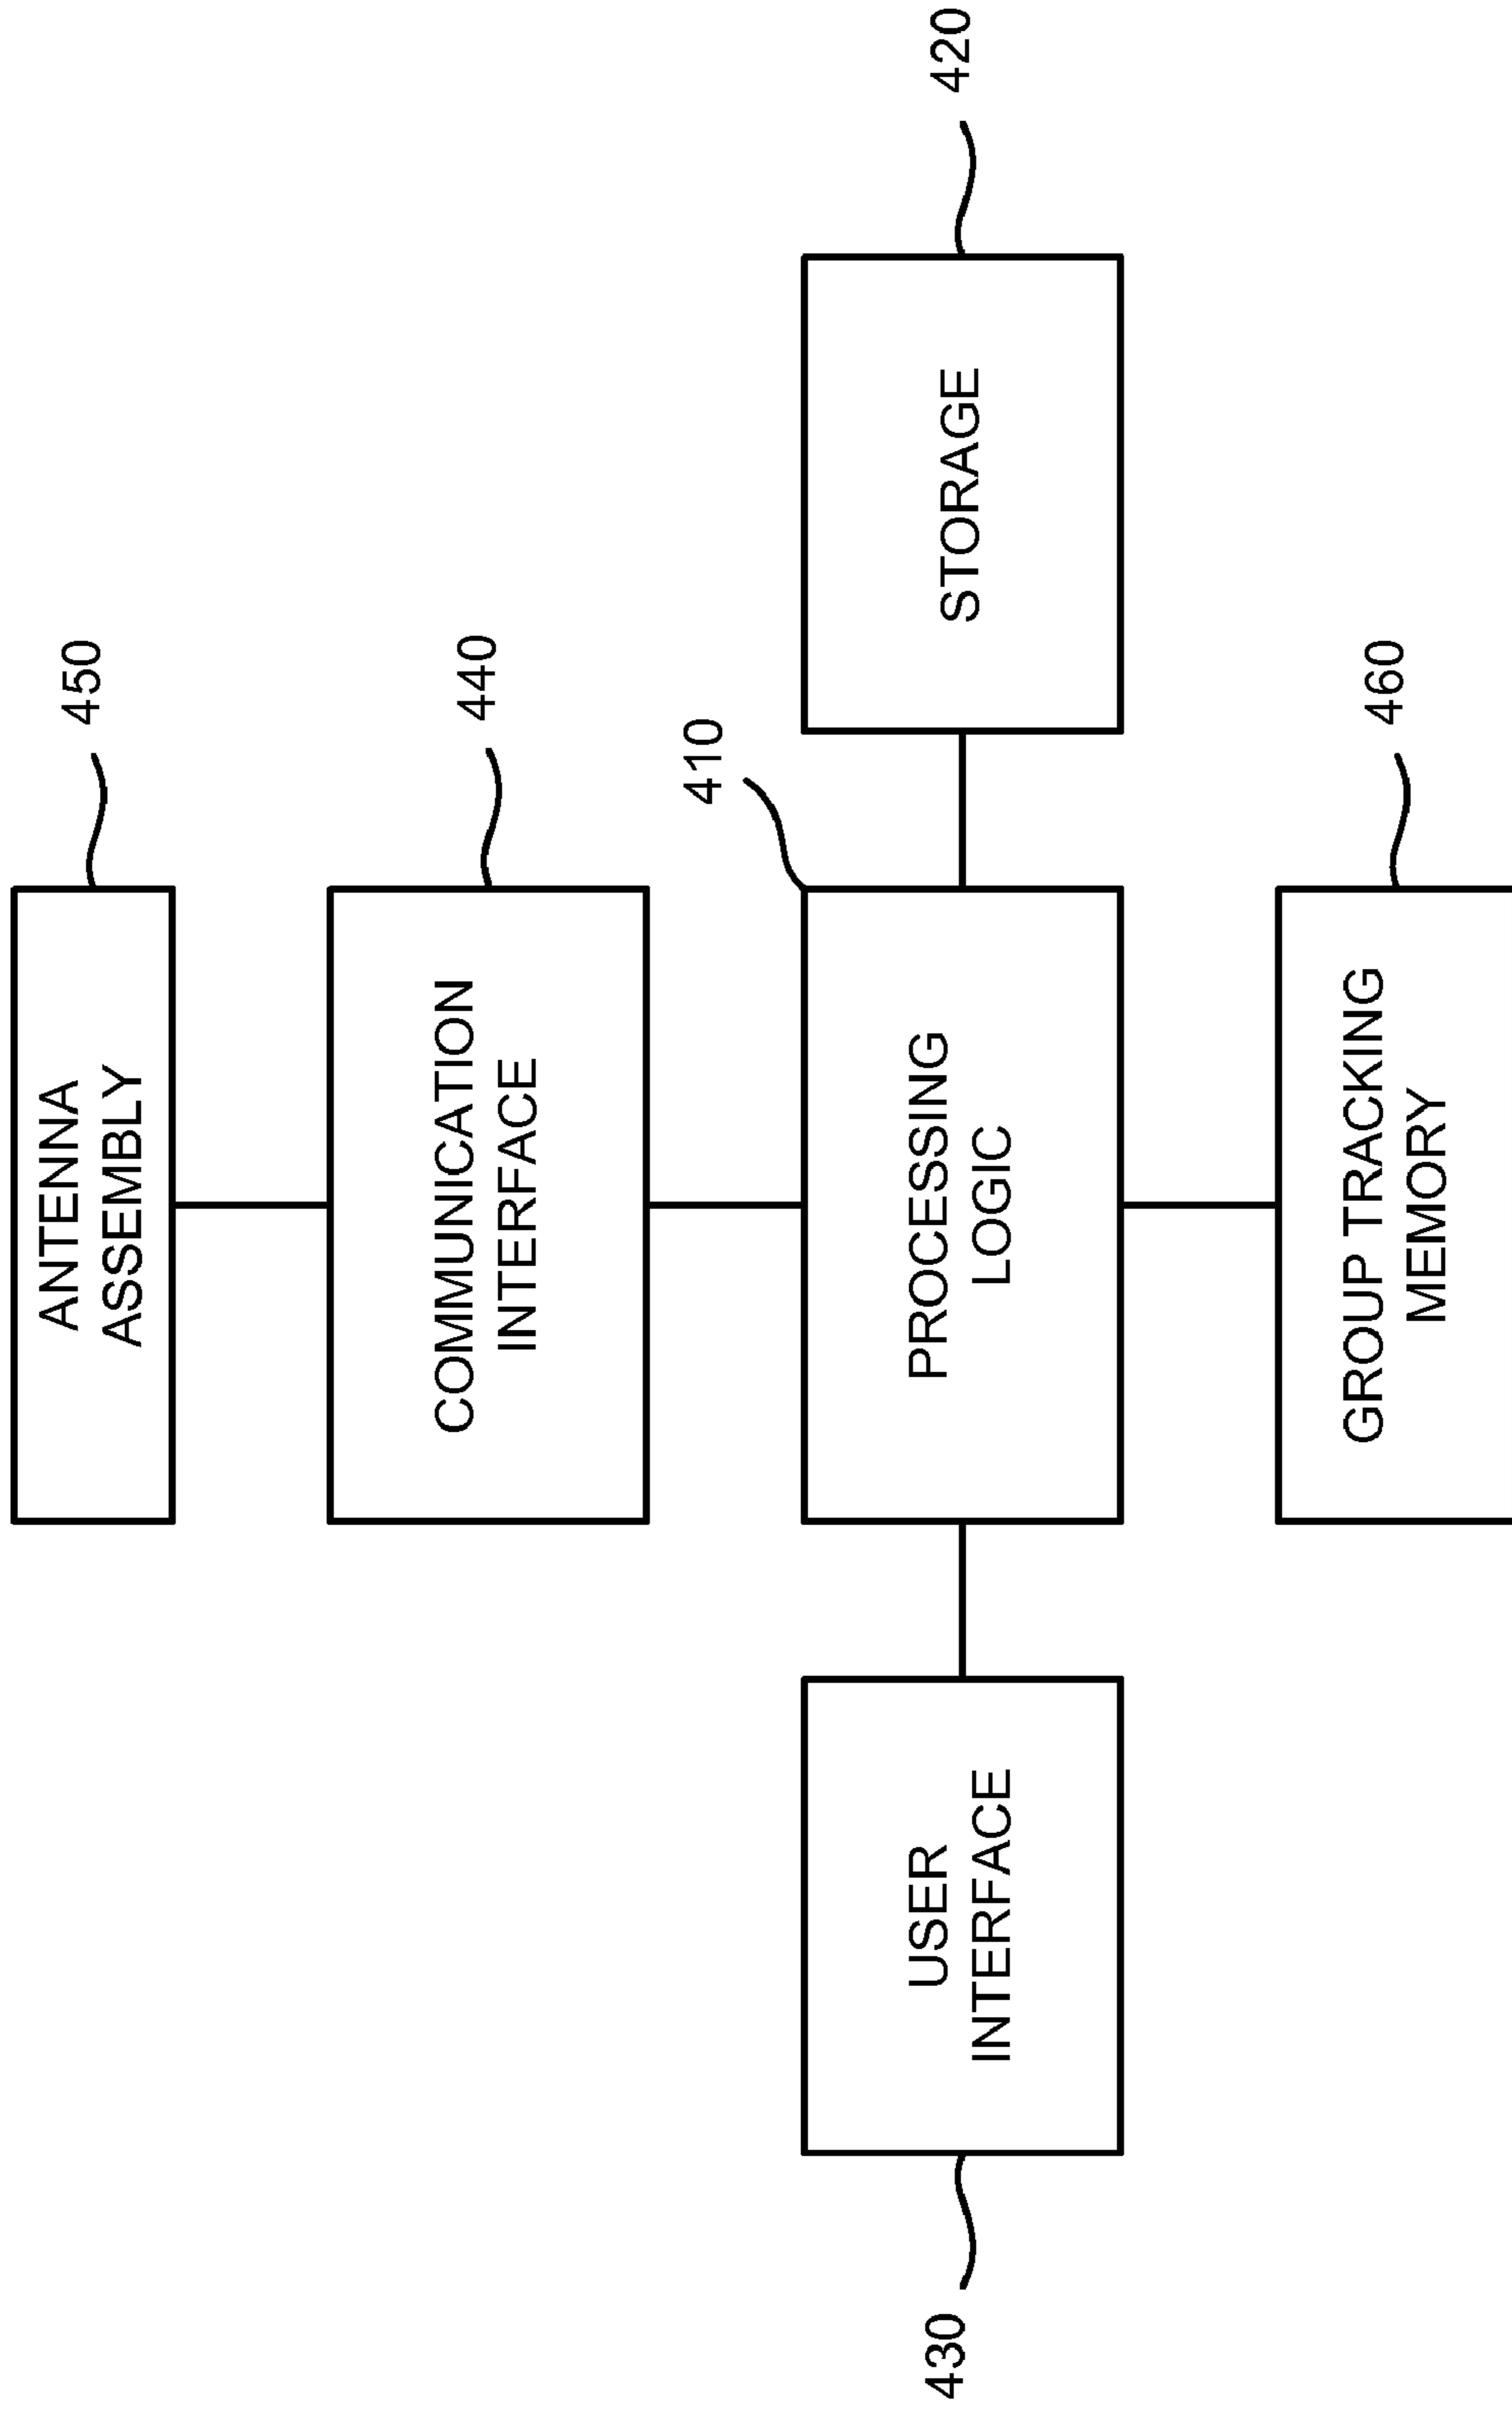 450
ANTENNA
ASSEMBLY
440
COMMUNICATION
INTERFACE
410
430
USER
INTERFACE
PROCESSING
LOGIC
STORAGE
420
460
GROUP TRACKING
MEMORY